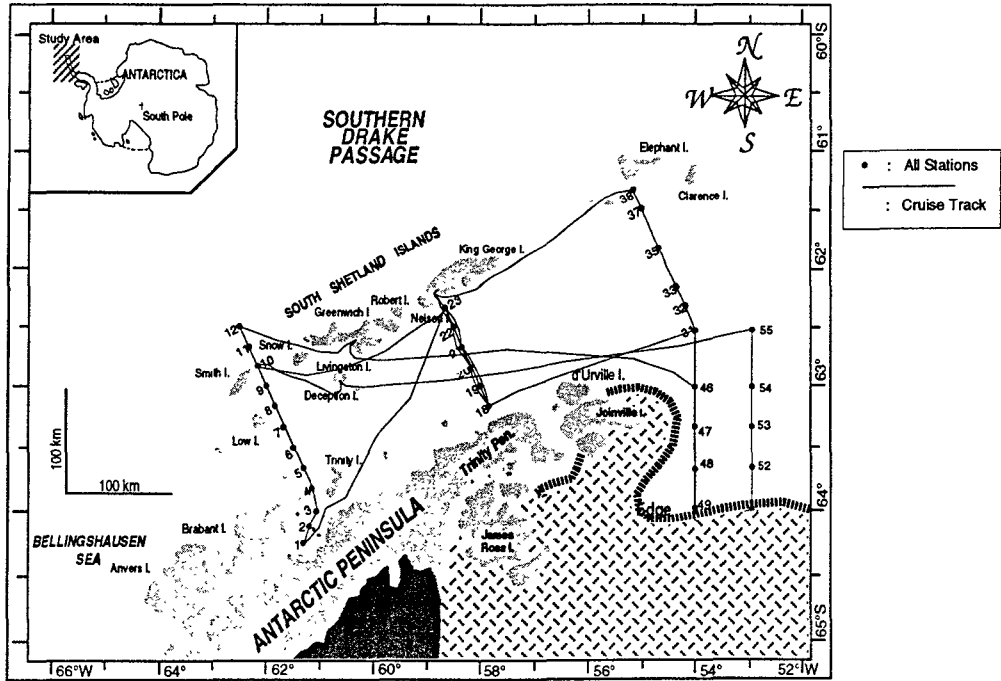 Study Area
ANTARCTICA
South Pole
SOUTHERN
DRAKE
PASSAGE
N
W
E
S
: All Stations
: Cruise Track
60°S
61°
62°
63°
64°
65°S
Elephant I.
Clarence I.
38
37
35
33
32
31
King George I.
SOUTH SHETLAND ISLANDS
Robert I.
Greenwich I.
Nelson I.
23
22
19
18
12
11
10
9
8
7
6
5
4
3
2
1
Snow I.
Smith I.
Livingston I.
Deception I.
Low I.
Trinity I.
d'Urville I.
Joinville I.
Trinity Pen.
55
54
53
52
46
47
48
49
100 km
100 km
BELLINGSHAUSEN
SEA
Brabant I.
Anvers I.
ANTARCTIC PENINSULA
James
Ross I.
66°W
64°
62°
60°
58°
56°
54°
52°W